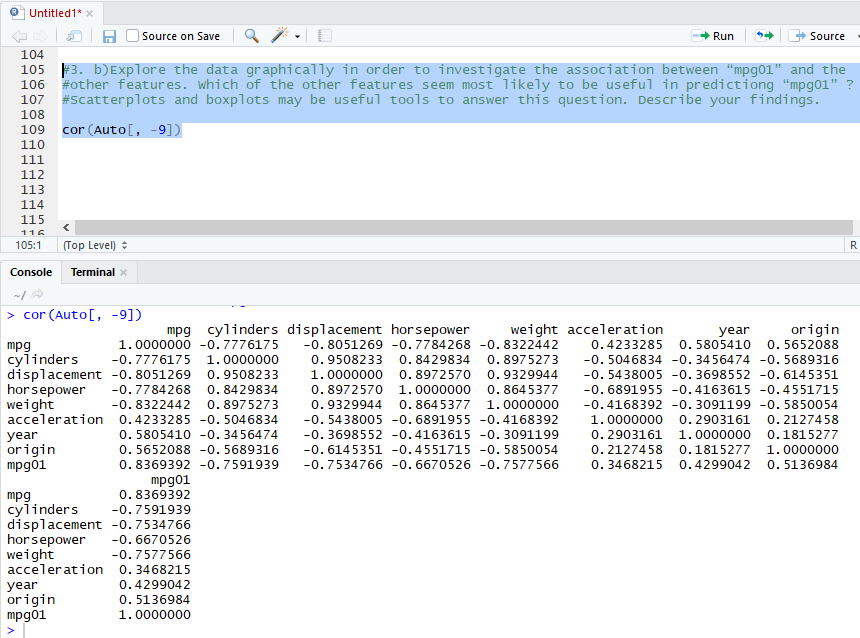 Untitled1*
Source on Save Run Source
104
105 #3. b)Explore the data graphically in order to investigate the association between “mpg01” and the
106 #other features. Which of the other features seem most likely to be useful in predictiong “mpg01” ?
107 #Scatterplots and boxplots may be useful tools to answer this question. Describe your findings.
108
109 cor(Auto[, -9])
110
111
112
113
114
115
116
105:1 (Top Level) R
Console Terminal
~/
> cor(Auto[, -9])
mpg cylinders displacement horsepower weight acceleration year origin
mpg 1.0000000 -0.7776175 -0.8051269 -0.7784268 -0.8322442 0.4233285 0.5805410 0.5652088
cylinders -0.7776175 1.0000000 0.9508233 0.8429834 0.8975273 -0.5046834 -0.3456474 -0.5689316
displacement -0.8051269 0.9508233 1.0000000 0.8972570 0.9329944 -0.5438005 -0.3698552 -0.6145351
horsepower -0.7784268 0.8429834 0.8972570 1.0000000 0.8645377 -0.6891955 -0.4163615 -0.4551715
weight -0.8322442 0.8975273 0.9329944 0.8645377 1.0000000 -0.4168392 -0.3091199 -0.5850054
acceleration 0.4233285 -0.5046834 -0.5438005 -0.6891955 -0.4168392 1.0000000 0.2903161 0.2127458
year 0.5805410 -0.3456474 -0.3698552 -0.4163615 -0.3091199 0.2903161 1.0000000 0.1815277
origin 0.5652088 -0.5689316 -0.6145351 -0.4551715 -0.5850054 0.2127458 0.1815277 1.0000000
mpg01 0.8369392 -0.7591939 -0.7534766 -0.6670526 -0.7577566 0.3468215 0.4299042 0.5136984
mpg01
mpg 0.8369392
cylinders -0.7591939
displacement -0.7534766
horsepower -0.6670526
weight -0.7577566
acceleration 0.3468215
year 0.4299042
origin 0.5136984
mpg01 1.0000000
>